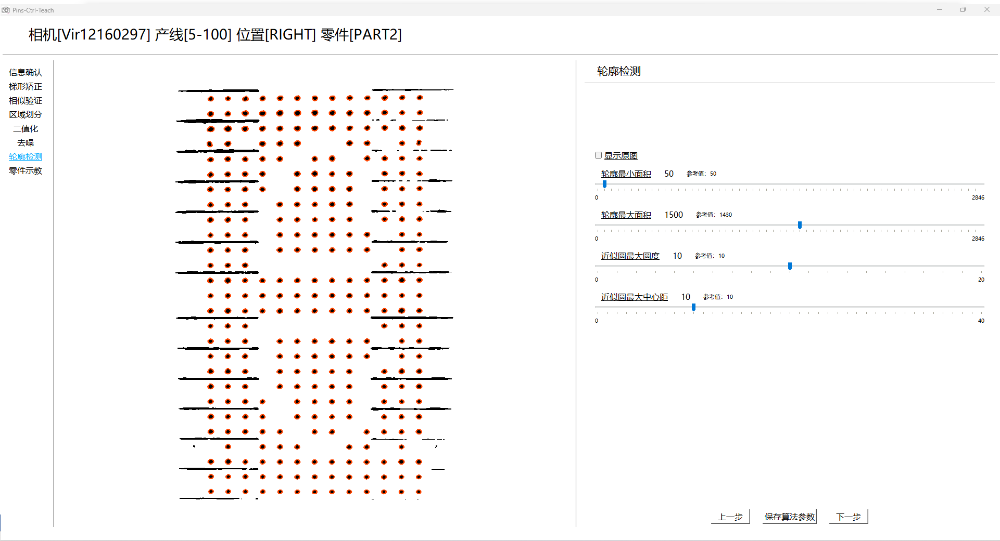 Pins-Ctrl-Teach
相机[Vir12160297] 产线[5-100] 位置[RIGHT] 零件[PART2]
信息确认
梯形矫正
相似验证
区域划分
二值化
去噪
轮廓检测
零件示教
轮廓检测
显示原图
轮廓最小面积 50 参考值: 50
0 2846
轮廓最大面积 1500 参考值: 1430
0 2846
近似圆最大圆度 10 参考值: 10
0 20
近似圆最大中心距 10 参考值: 10
0 40
上一步 保存算法参数 下一步